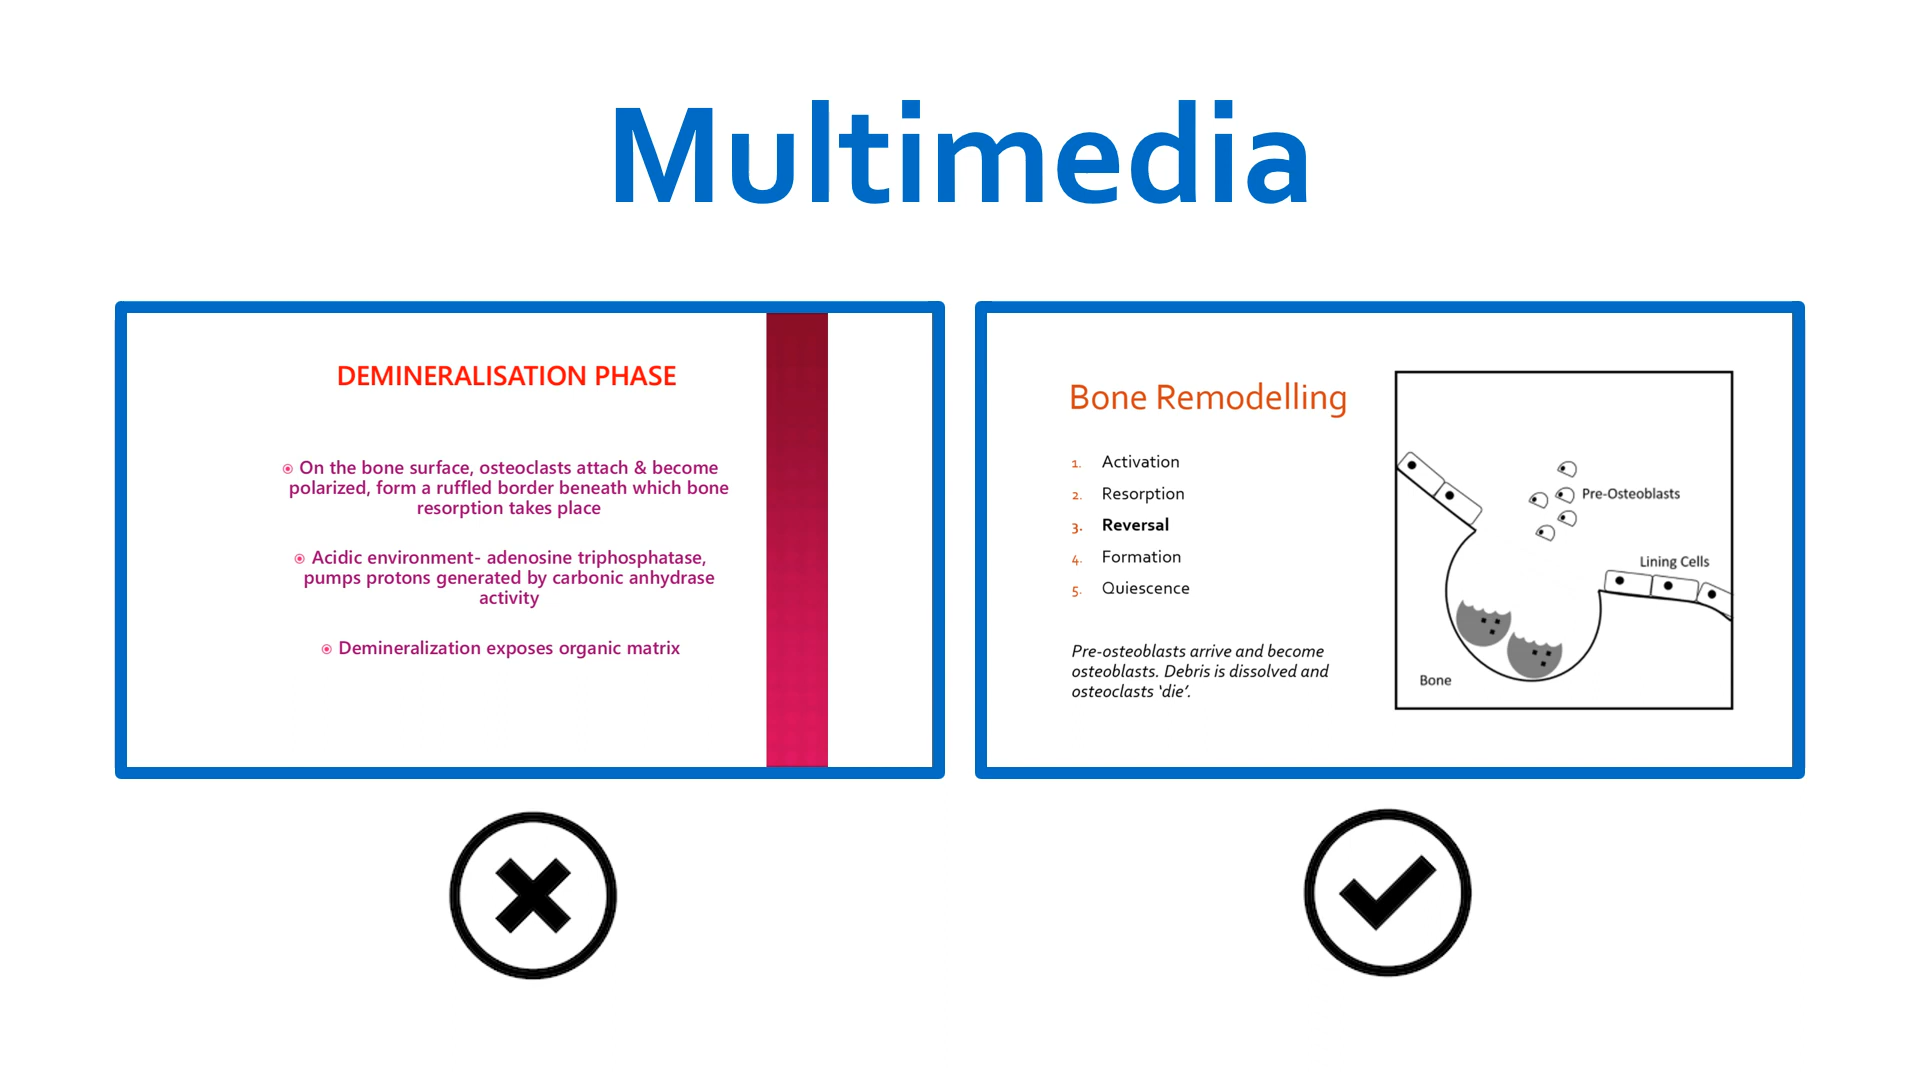 Multimedia
DEMINERALISATION PHASE
On the bone surface, osteoclasts attach & become
polarized, form a ruffled border beneath which bone
resorption takes place
Acidic environment- adenosine triphosphatase,
pumps protons generated by carbonic anhydrase
activity
Demineralization exposes organic matrix
Bone Remodelling
1. Activation
2. Resorption
3. Reversal
4. Formation
5. Quiescence
Pre-osteoblasts arrive and become
osteoblasts. Debris is dissolved and
osteoclasts ‘die’.
Pre-Osteoblasts
Lining Cells
Bone